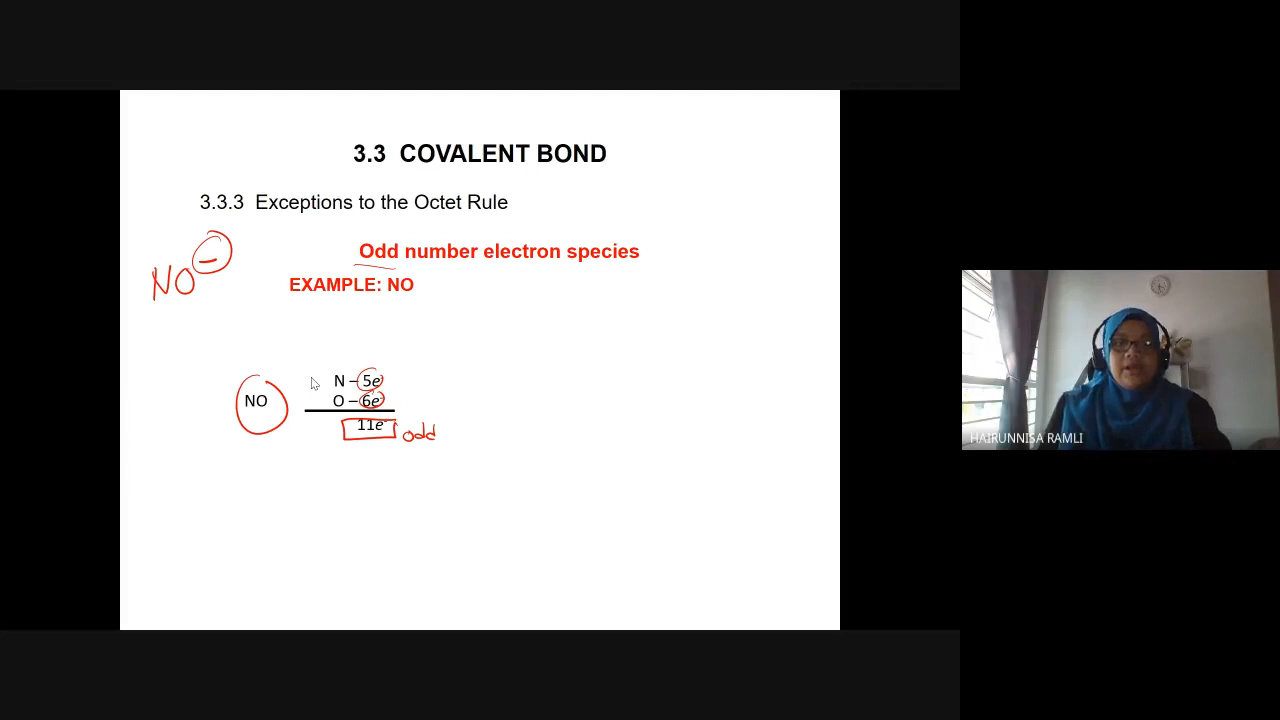 3.3 COVALENT BOND
3.3.3 Exceptions to the Octet Rule
Odd number electron species
NO−
EXAMPLE: NO
N – 5e
NO
O – 6e
11e
odd
HAIRUNNISA RAMLI